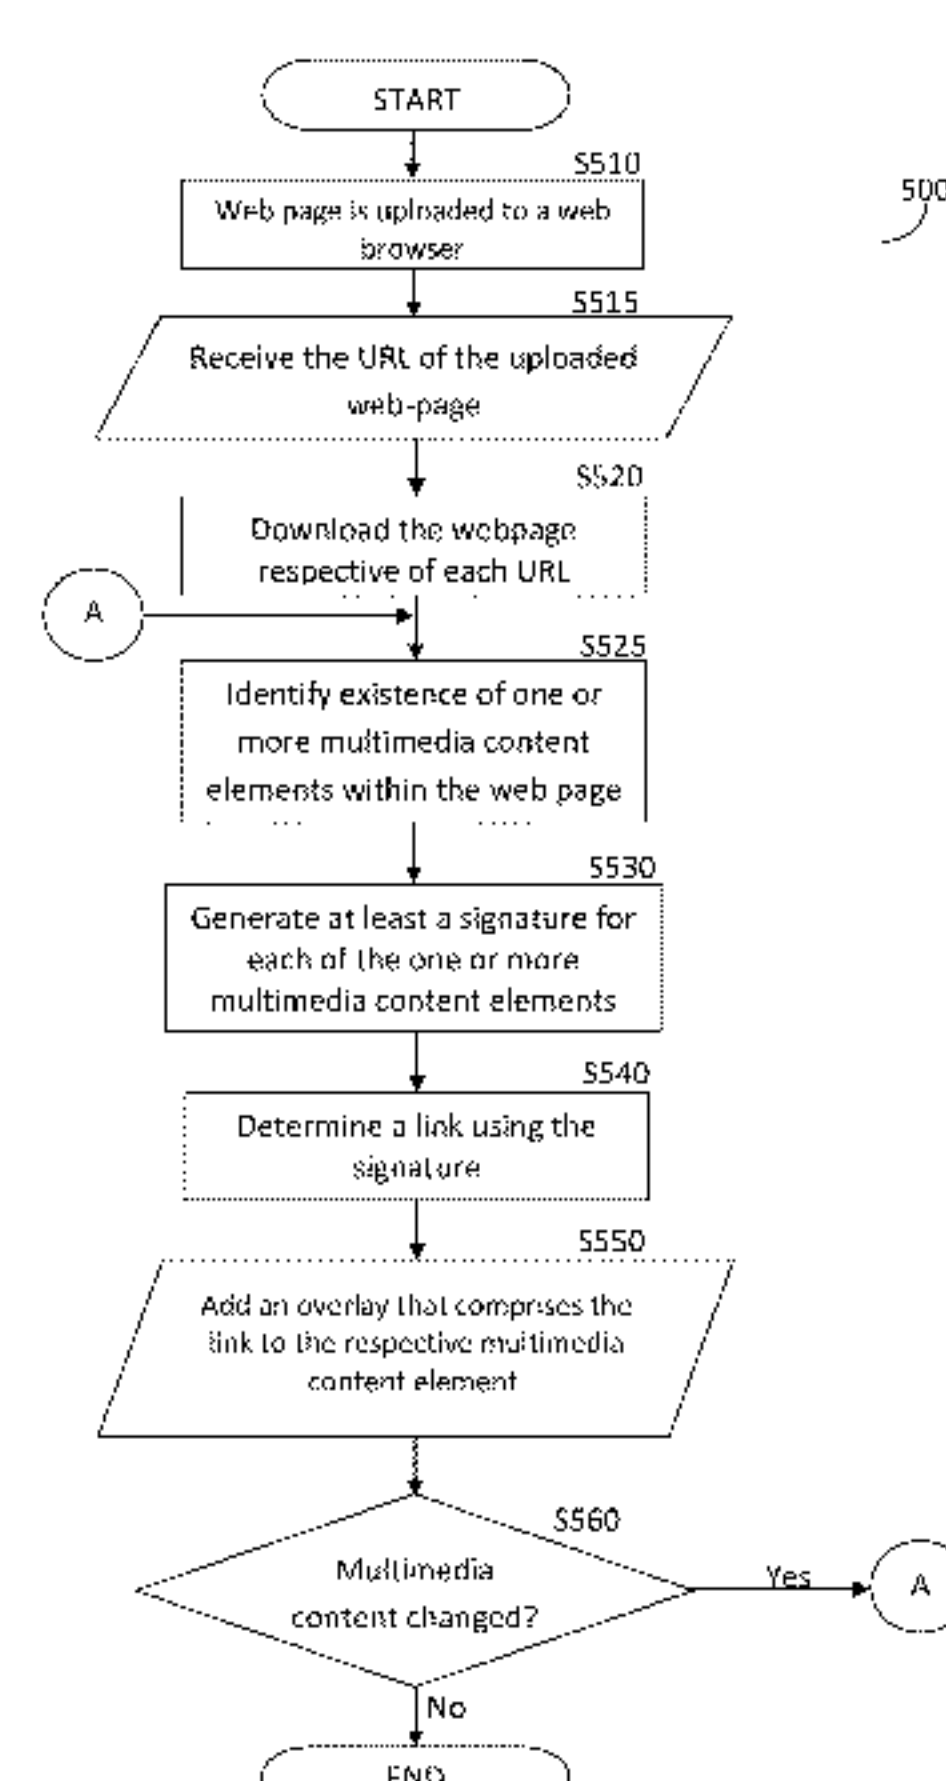 START
S510
500
Web page is uploaded to a web
browser
S515
Receive the URL of the uploaded
web-page
S520
Download the webpage
respective of each URL
A
S525
Identify existence of one or
more multimedia content
elements within the web page
S530
Generate at least a signature for
each of the one or more
multimedia content elements
S540
Determine a link using the
signature
S550
Add an overlay that comprises the
link to the respective multimedia
content element
S560
Multimedia
content changed?
Yes
A
No
END